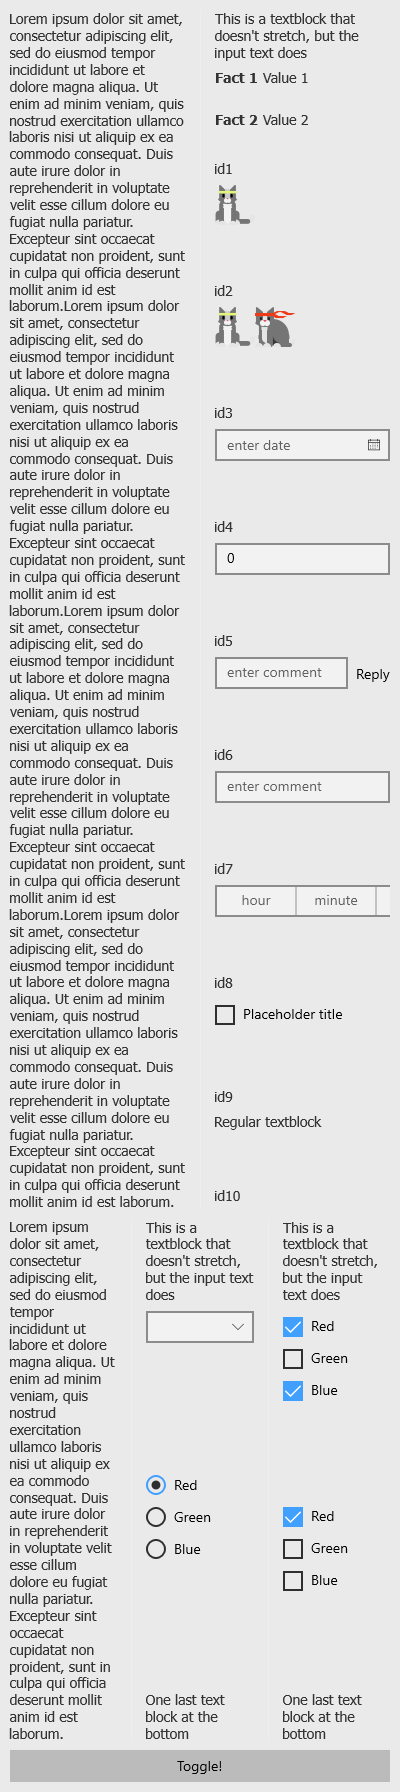 Lorem ipsum dolor sit amet,
consectetur adipiscing elit,
sed do eiusmod tempor
incididunt ut labore et
dolore magna aliqua. Ut
enim ad minim veniam, quis
nostrud exercitation ullamco
laboris nisi ut aliquip ex ea
commodo consequat. Duis
aute irure dolor in
reprehenderit in voluptate
velit esse cillum dolore eu
fugiat nulla pariatur.
Excepteur sint occaecat
cupidatat non proident, sunt
in culpa qui officia deserunt
mollit anim id est
laborum.Lorem ipsum dolor
sit amet, consectetur
adipiscing elit, sed do
eiusmod tempor incididunt
ut labore et dolore magna
aliqua. Ut enim ad minim
veniam, quis nostrud
exercitation ullamco laboris
nisi ut aliquip ex ea
commodo consequat. Duis
aute irure dolor in
reprehenderit in voluptate
velit esse cillum dolore eu
fugiat nulla pariatur.
Excepteur sint occaecat
cupidatat non proident, sunt
in culpa qui officia deserunt
mollit anim id est
laborum.Lorem ipsum dolor
sit amet, consectetur
adipiscing elit, sed do
eiusmod tempor incididunt
ut labore et dolore magna
aliqua. Ut enim ad minim
veniam, quis nostrud
exercitation ullamco laboris
nisi ut aliquip ex ea
commodo consequat. Duis
aute irure dolor in
reprehenderit in voluptate
velit esse cillum dolore eu
fugiat nulla pariatur.
Excepteur sint occaecat
cupidatat non proident, sunt
in culpa qui officia deserunt
mollit anim id est
laborum.Lorem ipsum dolor
sit amet, consectetur
adipiscing elit, sed do
eiusmod tempor incididunt
ut labore et dolore magna
aliqua. Ut enim ad minim
veniam, quis nostrud
exercitation ullamco laboris
nisi ut aliquip ex ea
commodo consequat. Duis
aute irure dolor in
reprehenderit in voluptate
velit esse cillum dolore eu
fugiat nulla pariatur.
Excepteur sint occaecat
cupidatat non proident, sunt
in culpa qui officia deserunt
mollit anim id est laborum.
This is a textblock that
doesn't stretch, but the
input text does
Fact 1 Value 1
Fact 2 Value 2
id1
id2
id3
enter date
id4
0
id5
enter comment Reply
id6
enter comment
id7
hour minute
id8
Placeholder title
id9
Regular textblock
id10
Lorem ipsum
dolor sit amet,
consectetur
adipiscing elit,
sed do eiusmod
tempor
incididunt ut
labore et dolore
magna aliqua. Ut
enim ad minim
veniam, quis
nostrud
exercitation
ullamco laboris
nisi ut aliquip ex
ea commodo
consequat. Duis
aute irure dolor
in reprehenderit
in voluptate velit
esse cillum
dolore eu fugiat
nulla pariatur.
Excepteur sint
occaecat
cupidatat non
proident, sunt in
culpa qui officia
deserunt mollit
anim id est
laborum.
This is a
textblock that
doesn't stretch,
but the input text
does
Red
Green
Blue
One last text
block at the
bottom
This is a
textblock that
doesn't stretch,
but the input
text does
Red
Green
Blue
Red
Green
Blue
One last text
block at the
bottom
Toggle!